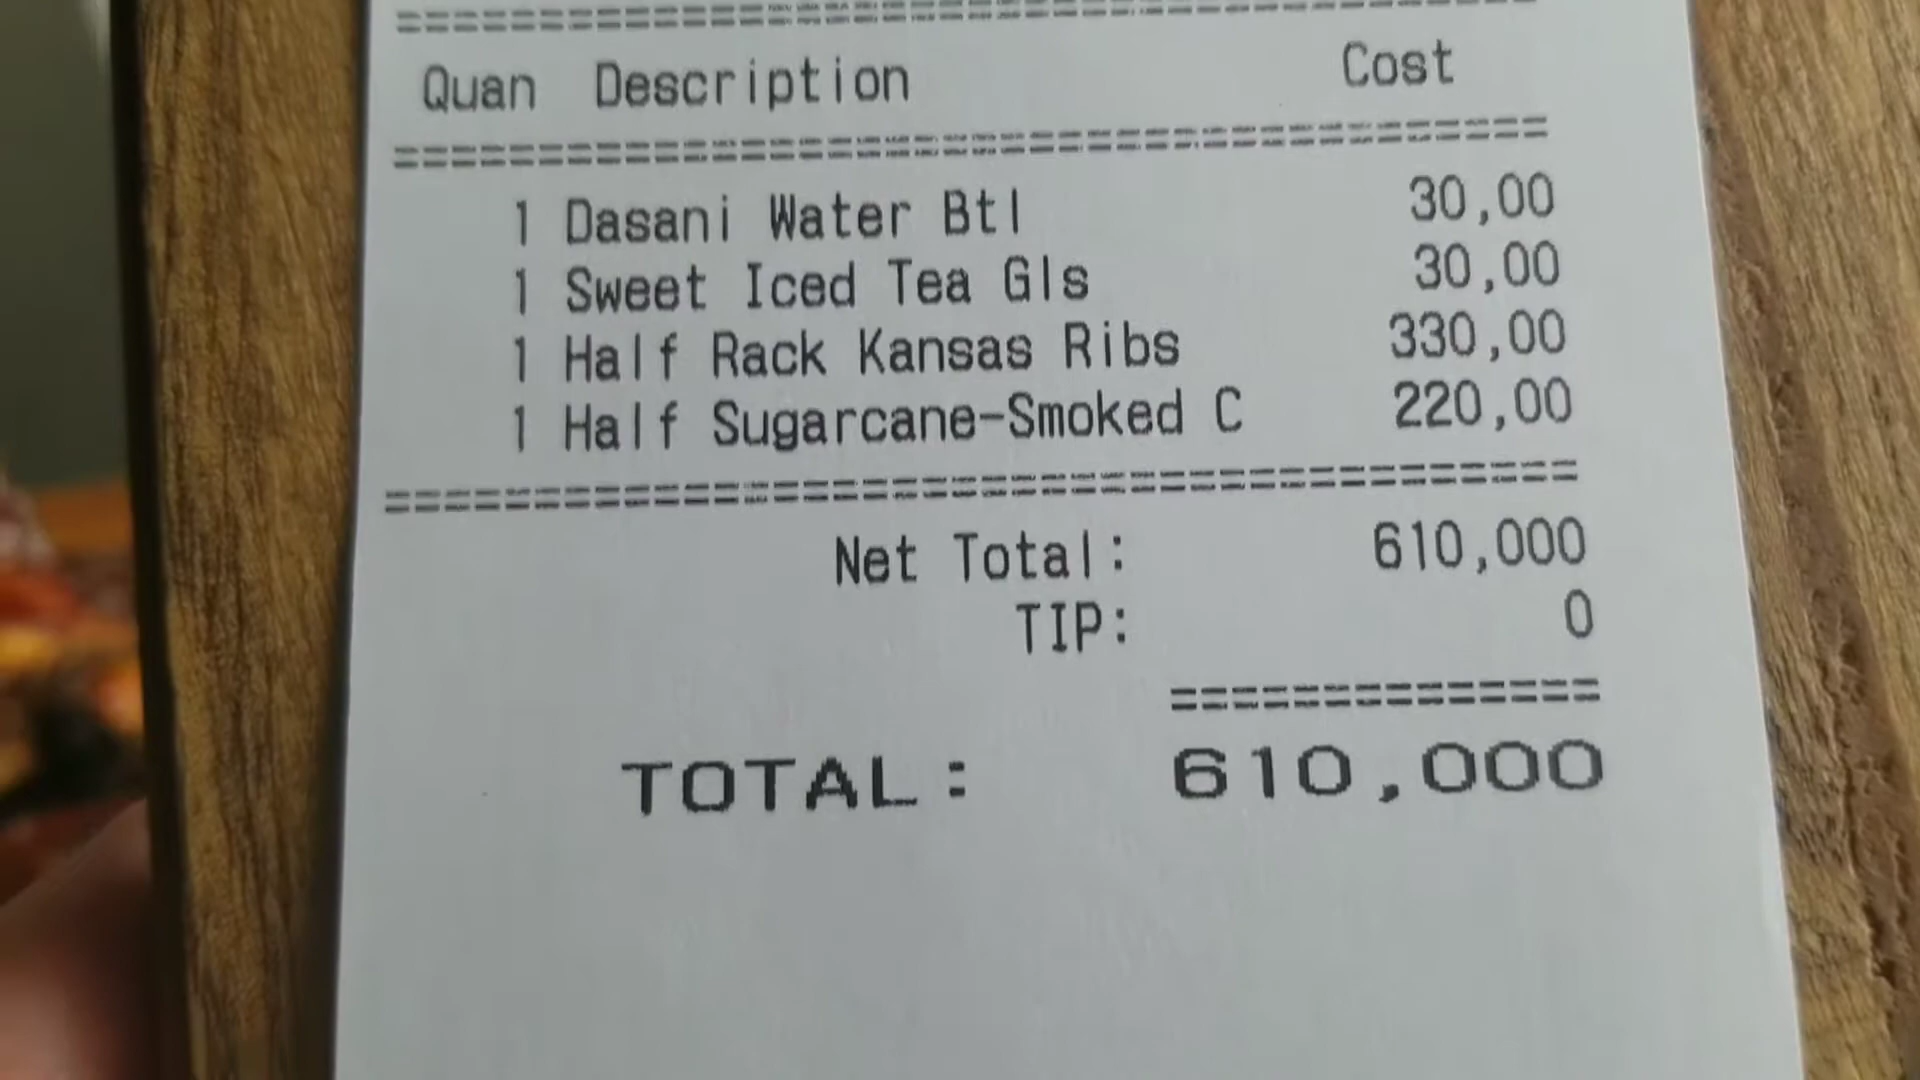 Quan Description Cost
1 Dasani Water Btl 30,00
1 Sweet Iced Tea Gls 30,00
1 Half Rack Kansas Ribs 330,00
1 Half Sugarcane-Smoked C 220,00
Net Total: 610,000
TIP: 0
TOTAL: 610,000